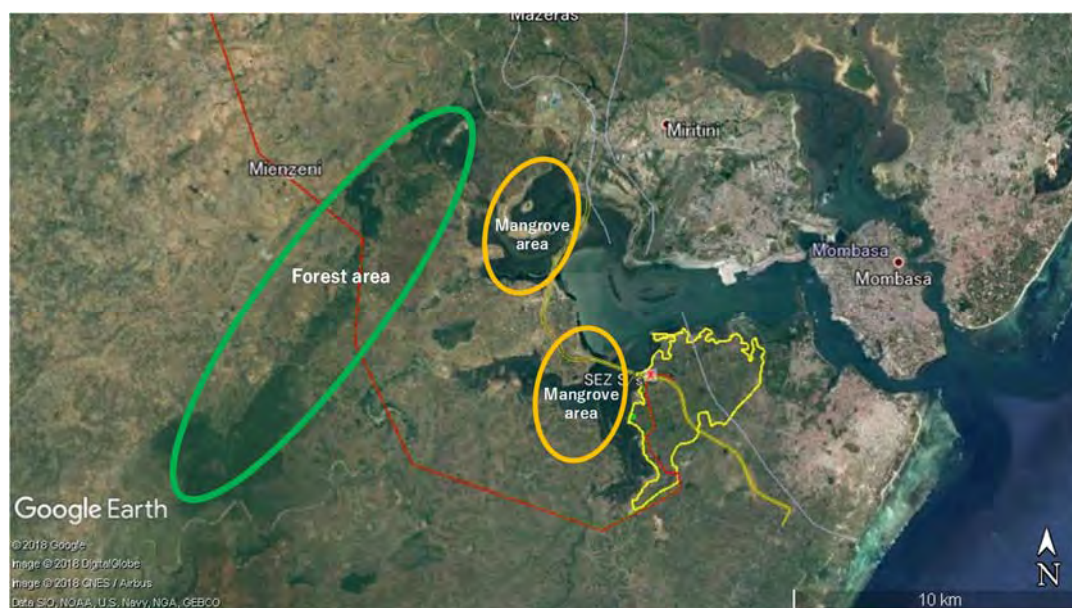 Mazeras
Miritini
Mienzeni
Mangrove
area
Forest area
Mombasa
Mombasa
SEZ S/s
Mangrove
area
Google Earth
© 2018 Google
Image © 2018 DigitalGlobe
Image © 2018 CNES / Airbus
Data SIO, NOAA, U.S. Navy, NGA, GEBCO
N
10 km